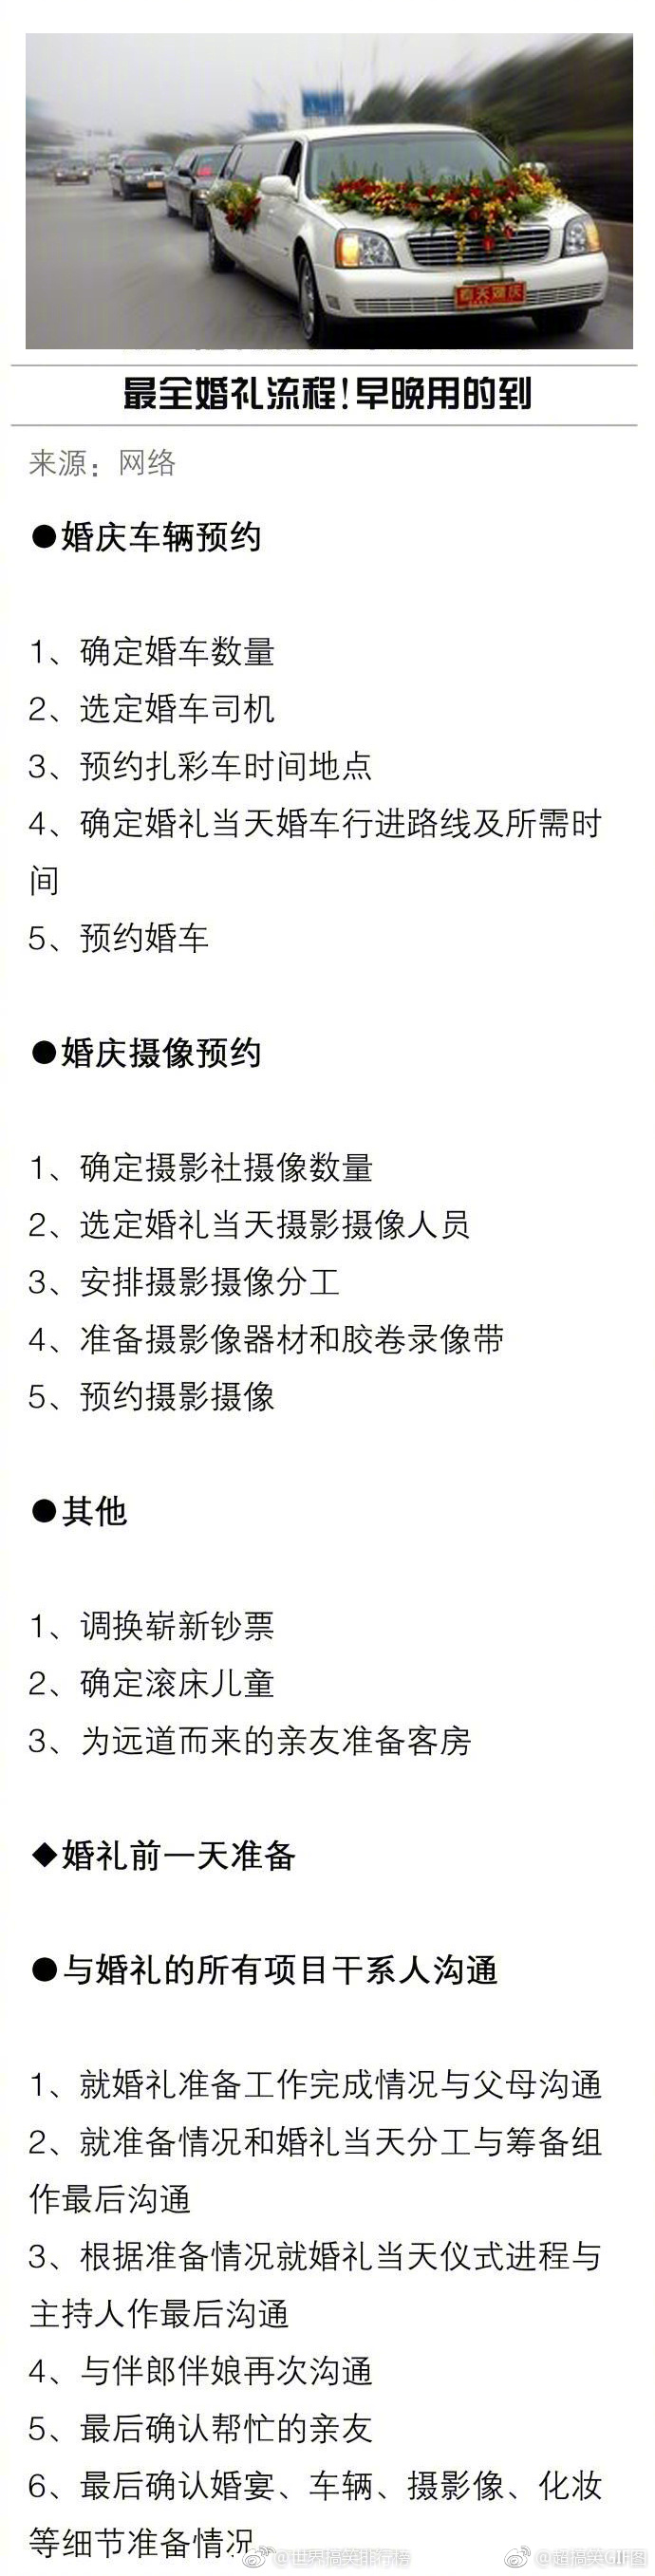 奉天婚庆
最全婚礼流程!早晚用的到
来源：网络
●婚庆车辆预约
1、确定婚车数量
2、选定婚车司机
3、预约扎彩车时间地点
4、确定婚礼当天婚车行进路线及所需时
间
5、预约婚车
●婚庆摄像预约
1、确定摄影社摄像数量
2、选定婚礼当天摄影摄像人员
3、安排摄影摄像分工
4、准备摄影像器材和胶卷录像带
5、预约摄影摄像
●其他
1、调换崭新钞票
2、确定滚床儿童
3、为远道而来的亲友准备客房
◆婚礼前一天准备
●与婚礼的所有项目干系人沟通
1、就婚礼准备工作完成情况与父母沟通
2、就准备情况和婚礼当天分工与筹备组
作最后沟通
3、根据准备情况就婚礼当天仪式进程与
主持人作最后沟通
4、与伴郎伴娘再次沟通
5、最后确认帮忙的亲友
6、最后确认婚宴、车辆、摄影像、化妆
等细节准备情况
@世界搞笑排行榜
@超搞笑GIF图